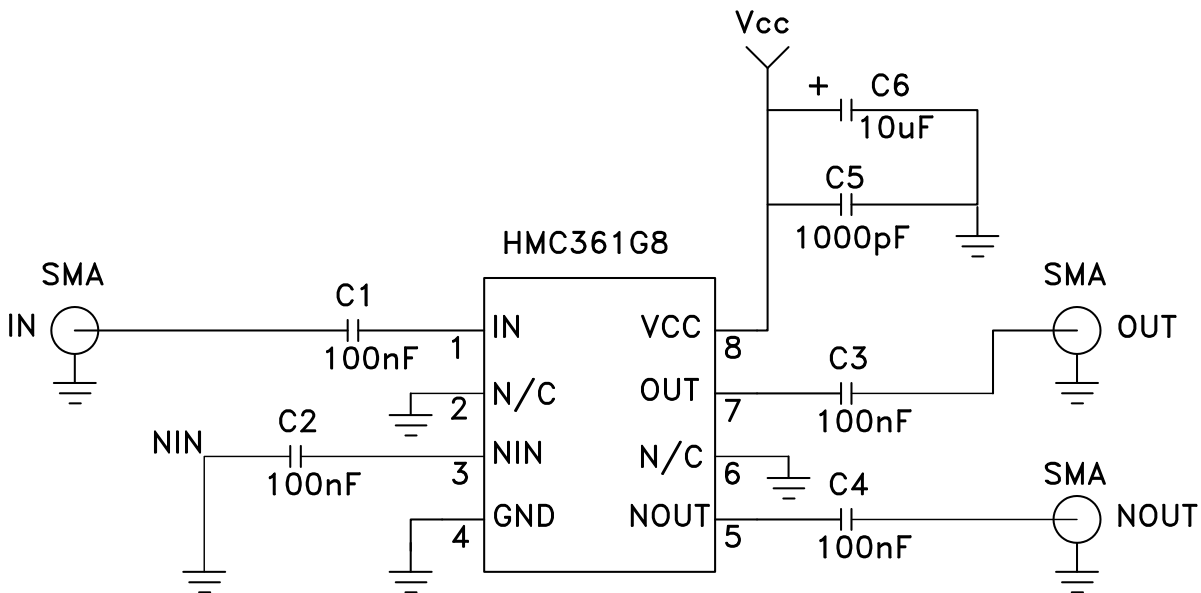 Vcc
+
C6
10uF
C5
1000pF
HMC361G8
SMA
IN
C1
100nF
1
IN
VCC
8
SMA
OUT
C3
100nF
2
N/C
OUT
7
NIN
C2
100nF
3
NIN
N/C
6
C4
100nF
SMA
NOUT
4
GND
NOUT
5